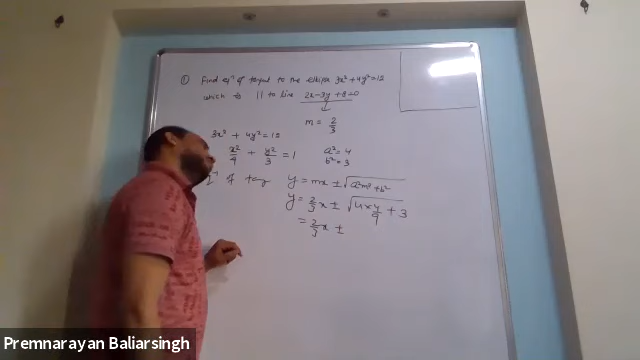 ① Find eqⁿ of tangent to the ellipse 3x² + 4y² = 12
which is || to line 2x - 3y + 8 = 0
m = 2/3
3x² + 4y² = 12
x²/4 + y²/3 = 1 a² = 4
b² = 3
of tan y = mx ± √(a²m² + b²)
y = 2/3 x ± √(4 × 4/9 + 3)
= 2/3 x ±
Premnarayan Baliarsingh